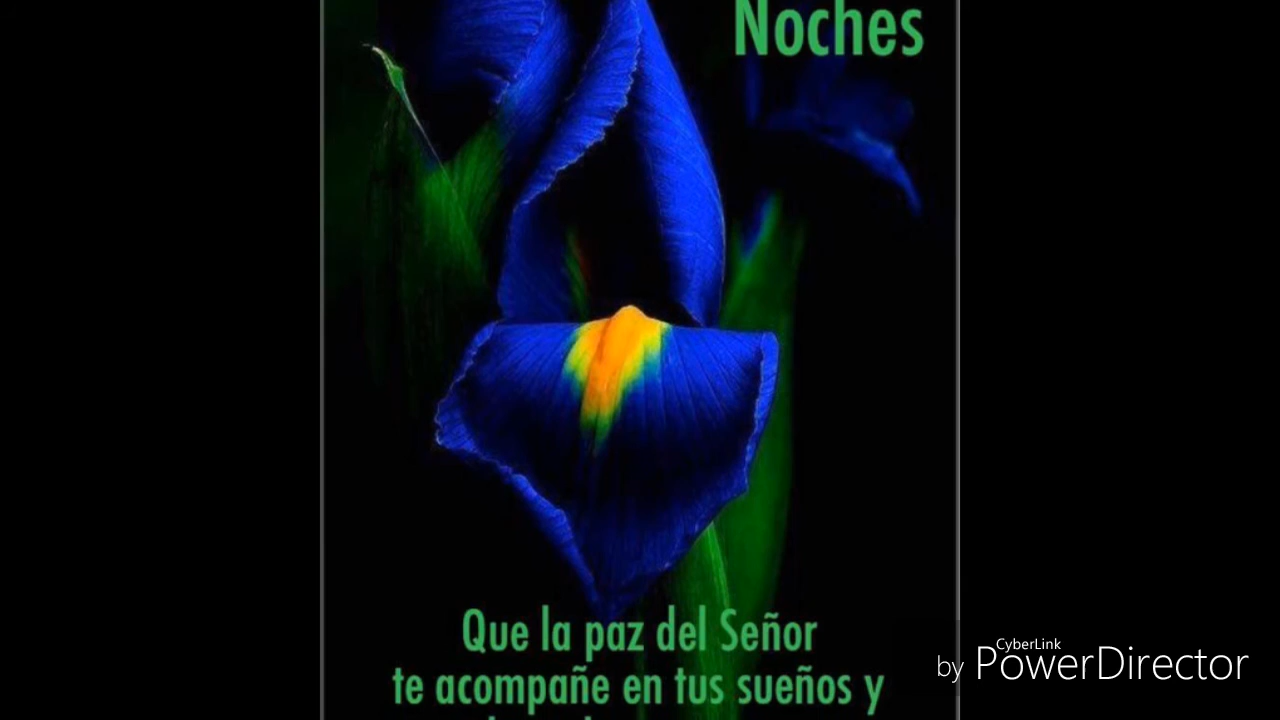 Noches
Que la paz del Señor
te acompañe en tus sueños y
CyberLink
by PowerDirector